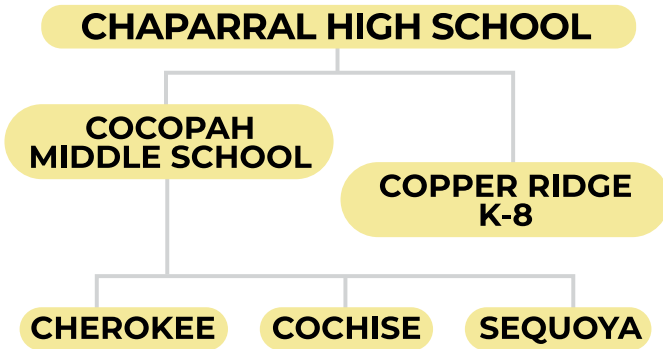 CHAPARRAL HIGH SCHOOL
COCOPAH
MIDDLE SCHOOL
COPPER RIDGE
K-8
CHEROKEE
COCHISE
SEQUOYA